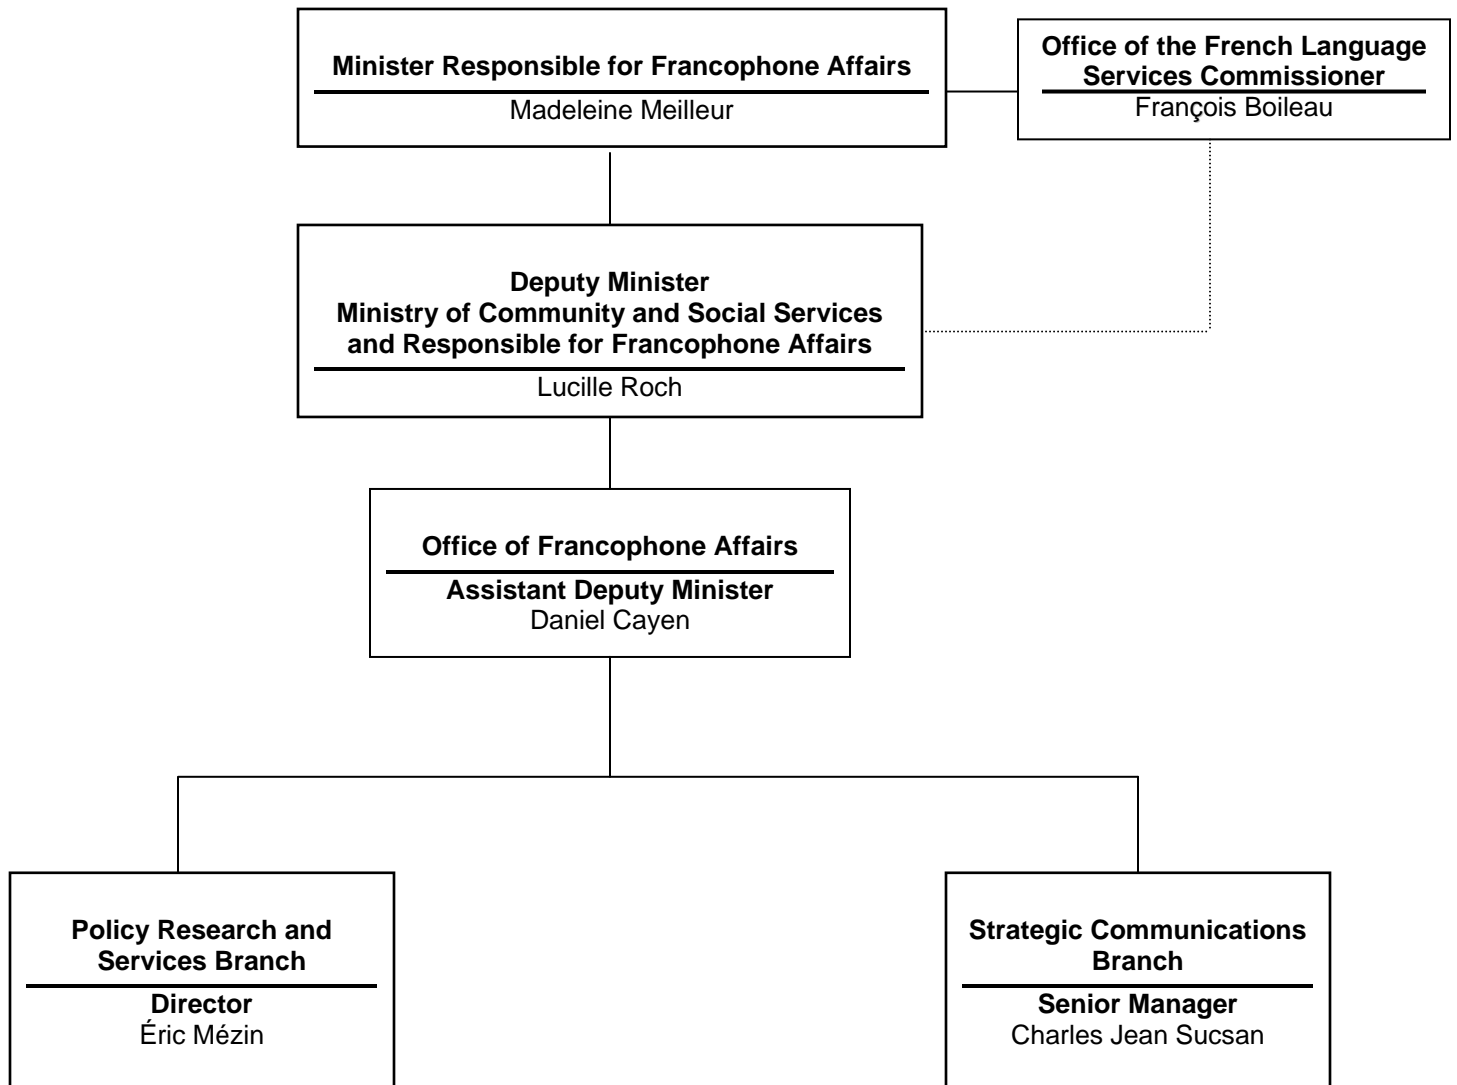 Minister Responsible for Francophone Affairs
Madeleine Meilleur
Office of the French Language
Services Commissioner
François Boileau
Deputy Minister
Ministry of Community and Social Services
and Responsible for Francophone Affairs
Lucille Roch
Office of Francophone Affairs
Assistant Deputy Minister
Daniel Cayen
Policy Research and
Services Branch
Director
Éric Mézin
Strategic Communications
Branch
Senior Manager
Charles Jean Sucsan